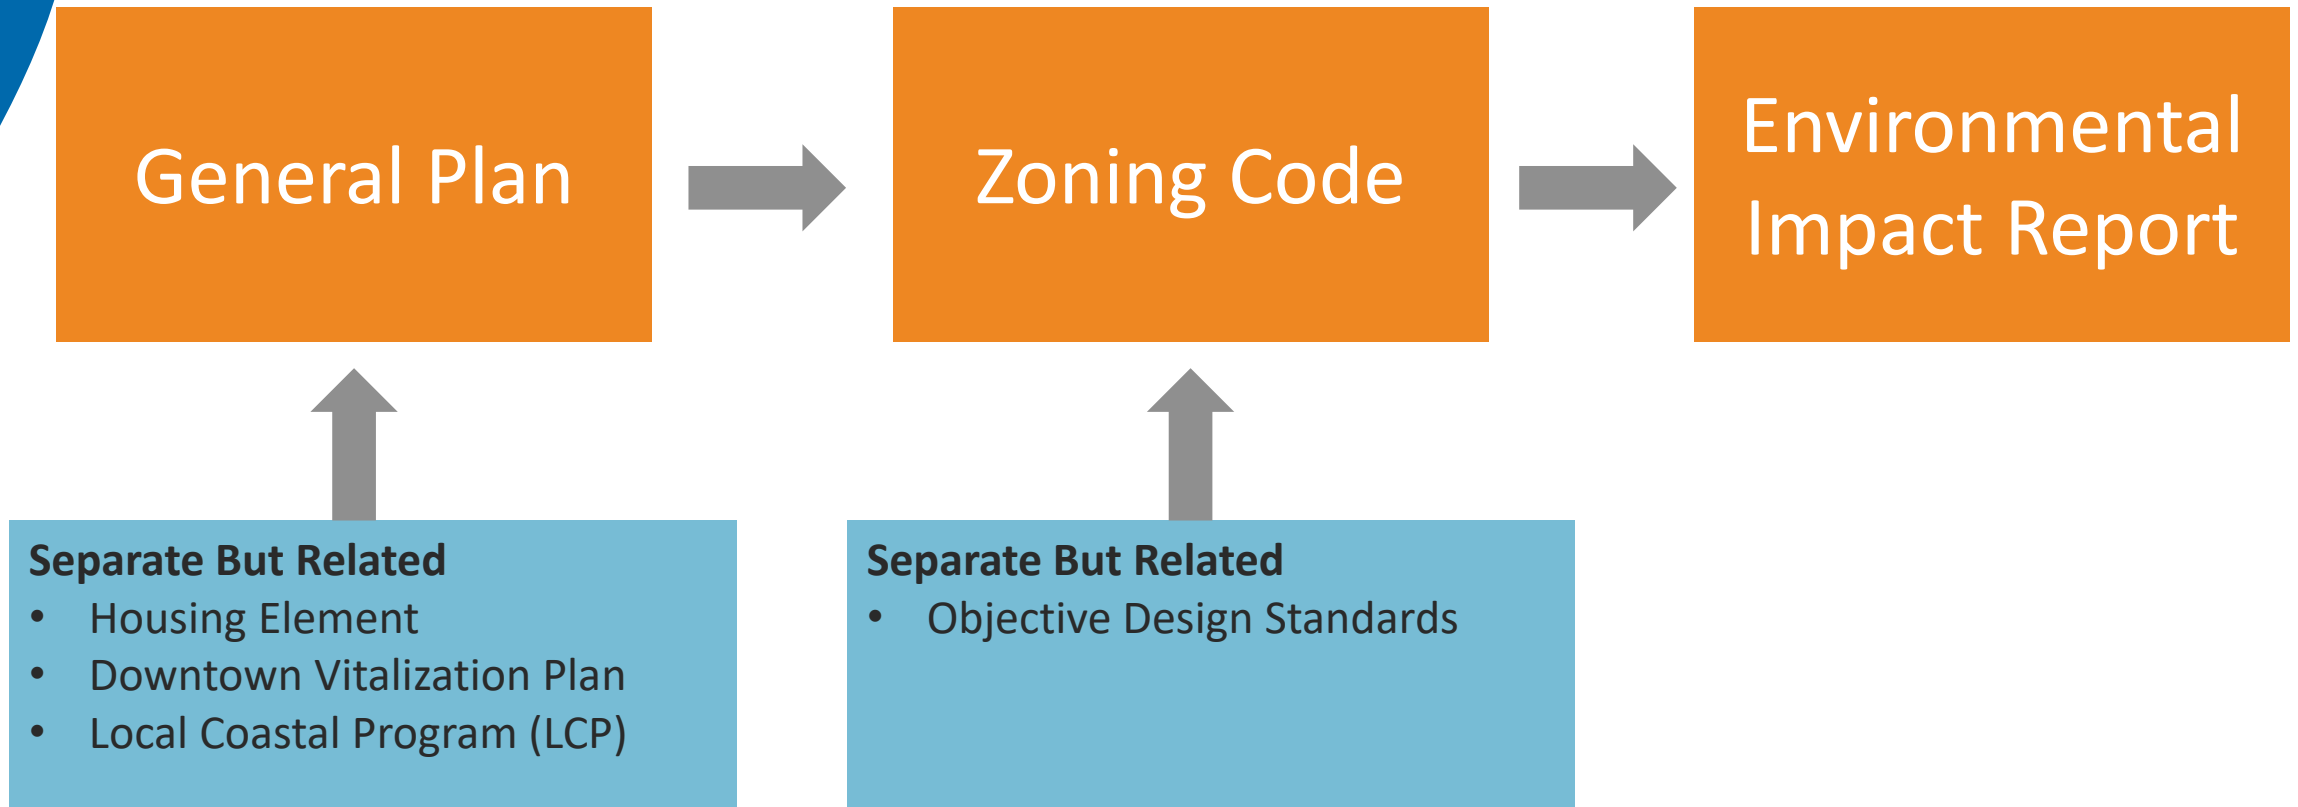 General Plan
Zoning Code
Environmental
Impact Report
Separate But Related
• Housing Element
• Downtown Vitalization Plan
• Local Coastal Program (LCP)
Separate But Related
• Objective Design Standards